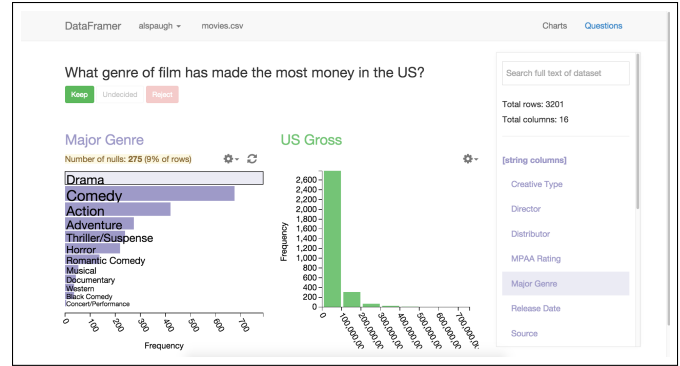 DataFramer alspaugh movies.csv Charts Questions
What genre of film has made the most money in the US?
Keep Undecided Reject
Major Genre
Number of nulls: 275 (9% of rows)
Drama
Comedy
Action
Adventure
Thriller/Suspense
Horror
Romantic Comedy
Musical
Documentary
Western
Black Comedy
Concert/Performance
0 100 200 300 400 500 600 700
Frequency
US Gross
Frequency
2,600
2,400
2,200
2,000
1,800
1,600
1,400
1,200
1,000
800
600
400
200
0
0
Search full text of dataset
Total rows: 3201
Total columns: 16
[string columns]
Creative Type
Director
Distributor
MPAA Rating
Major Genre
Release Date
Source